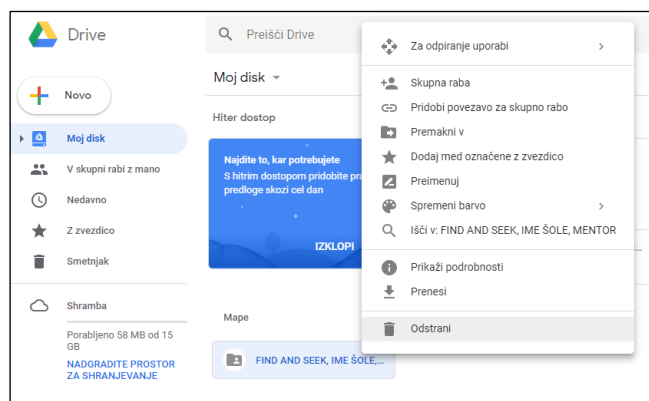 Drive
Preišči Drive
Novo
Moj disk
V skupni rabi z mano
Nedavno
Z zvezdico
Smetnjak
Shramba
Porabljeno 58 MB od 15
GB
NADGRADITE PROSTOR
ZA SHRANJEVANJE
Moj disk
Hiter dostop
Najdite to, kar potrebujete
S hitrim dostopom pridobite
predloge skozi cel dan
IZKLOPI
Mape
FIND AND SEEK, IME ŠOLE,...
Za odpiranje uporabi
Skupna raba
Pridobi povezavo za skupno rabo
Premakni v
Dodaj med označene z zvezdico
Preimenuj
Spremeni barvo
Išči v: FIND AND SEEK, IME ŠOLE, MENTOR
Prikaži podrobnosti
Prenesi
Odstrani